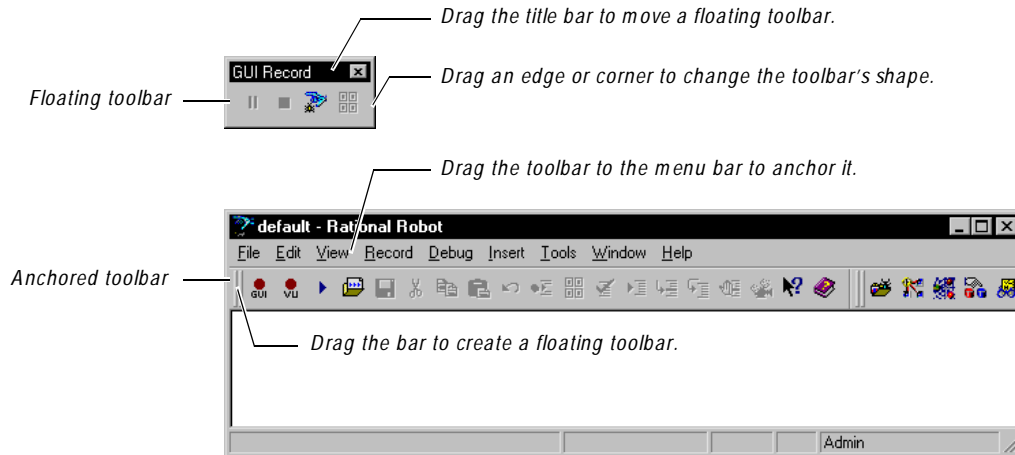 Drag the title bar to move a floating toolbar.
GUI Record
Drag an edge or corner to change the toolbar's shape.
Floating toolbar
Drag the toolbar to the menu bar to anchor it.
default - Rational Robot
File Edit View Record Debug Insert Tools Window Help
Anchored toolbar
GUI VU
Drag the bar to create a floating toolbar.
Admin